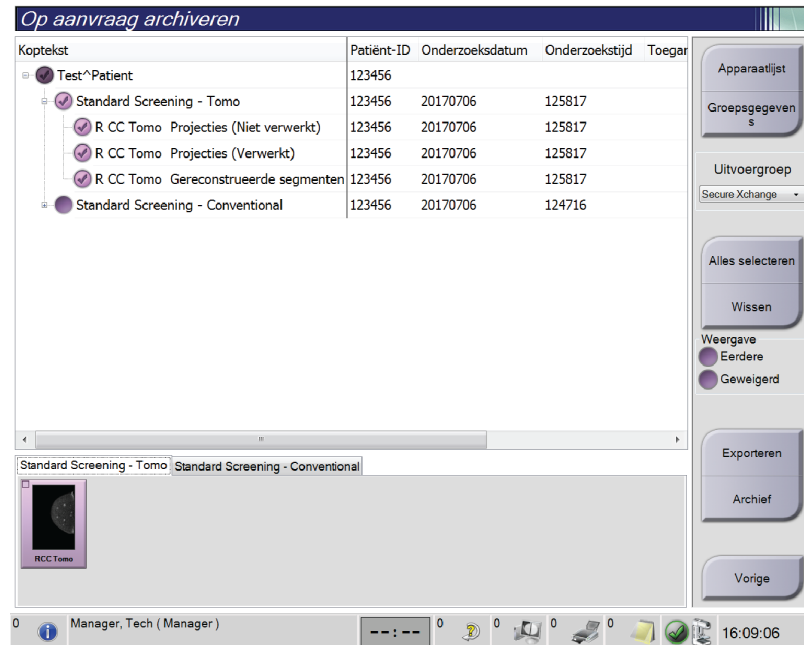 Op aanvraag archiveren
Koptekst Patiënt-ID Onderzoeksdatum Onderzoekstijd Toegar
Test^Patient 123456
Standard Screening - Tomo 123456 20170706 125817
R CC Tomo Projecties (Niet verwerkt) 123456 20170706 125817
R CC Tomo Projecties (Verwerkt) 123456 20170706 125817
R CC Tomo Gereconstrueerde segmenten 123456 20170706 125817
Standard Screening - Conventional 123456 20170706 124716
Apparaatlijst
Groepsgegeven
s
Uitvoergroep
Secure Xchange
Alles selecteren
Wissen
Weergave
Eerdere
Geweigerd
Exporteren
Archief
Vorige
Standard Screening - Tomo Standard Screening - Conventional
RCC Tomo
0 Manager, Tech ( Manager ) --:-- 0 0 0 0 16:09:06